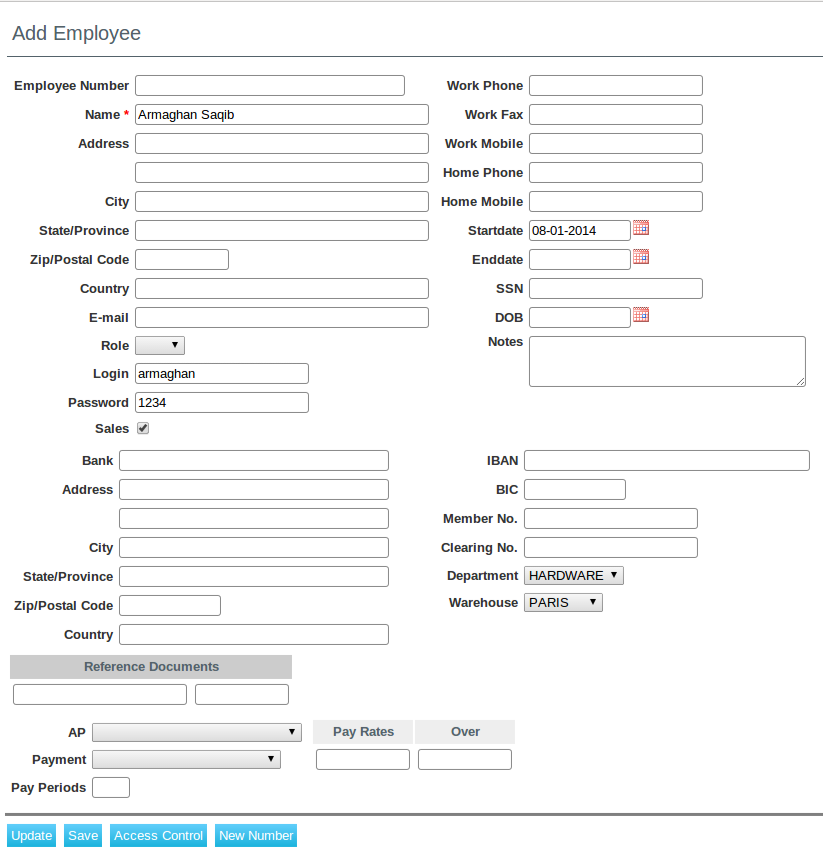 Add Employee
Employee Number
Work Phone
Name * Armaghan Saqib
Work Fax
Address
Work Mobile
Home Phone
City
Home Mobile
State/Province
Startdate 08-01-2014
Zip/Postal Code
Enddate
Country
SSN
E-mail
DOB
Role
Notes
Login armaghan
Password 1234
Sales
Bank
IBAN
Address
BIC
Member No.
City
Clearing No.
State/Province
Department HARDWARE
Zip/Postal Code
Warehouse PARIS
Country
Reference Documents
AP
Pay Rates Over
Payment
Pay Periods
Update Save Access Control New Number